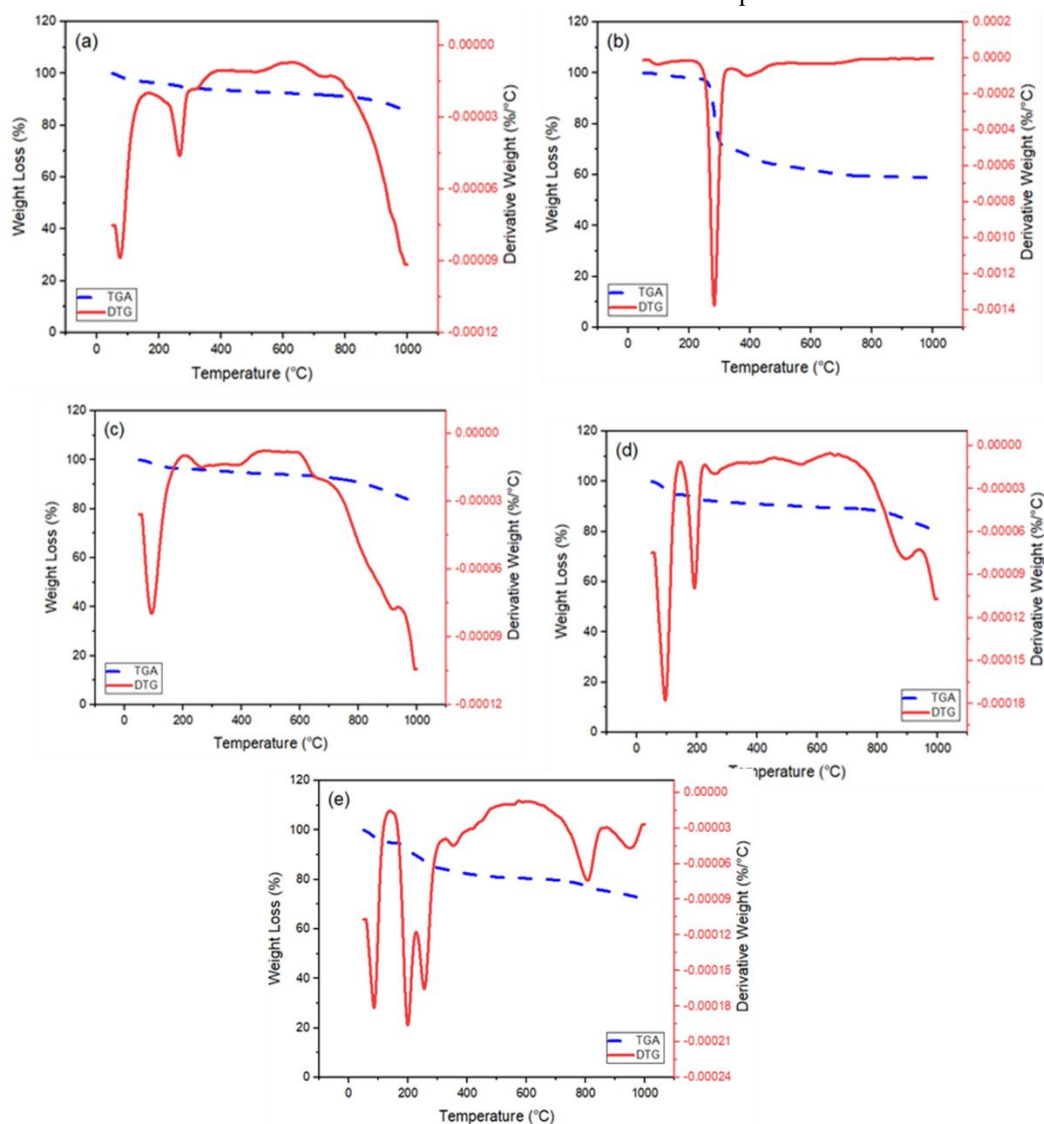 (a)
Weight Loss (%)
120
100
80
60
40
20
0
0.00000
-0.00003
-0.00006
-0.00009
-0.00012
Derivative Weight (%/°C)
TGA
DTG
0 200 400 600 800 1000
Temperature (°C)
(b)
Weight Loss (%)
120
100
80
60
40
20
0
0.0002
0.0000
-0.0002
-0.0004
-0.0006
-0.0008
-0.0010
-0.0012
-0.0014
Derivative Weight (%/°C)
TGA
DTG
0 200 400 600 800 1000
Temperature (°C)
(c)
Weight Loss (%)
120
100
80
60
40
20
0
0.00000
-0.00003
-0.00006
-0.00009
-0.00012
Derivative Weight (%/°C)
TGA
DTG
0 200 400 600 800 1000
Temperature (°C)
(d)
Weight Loss (%)
120
100
80
60
40
20
0
0.00000
-0.00003
-0.00006
-0.00009
-0.00012
-0.00015
-0.00018
Derivative Weight (%/°C)
TGA
DTG
0 200 400 600 800 1000
Temperature (°C)
(e)
Weight Loss (%)
120
100
80
60
40
20
0
0.00000
-0.00003
-0.00006
-0.00009
-0.00012
-0.00015
-0.00018
-0.00021
-0.00024
Derivative Weight (%/°C)
TGA
DTG
0 200 400 600 800 1000
Temperature (°C)